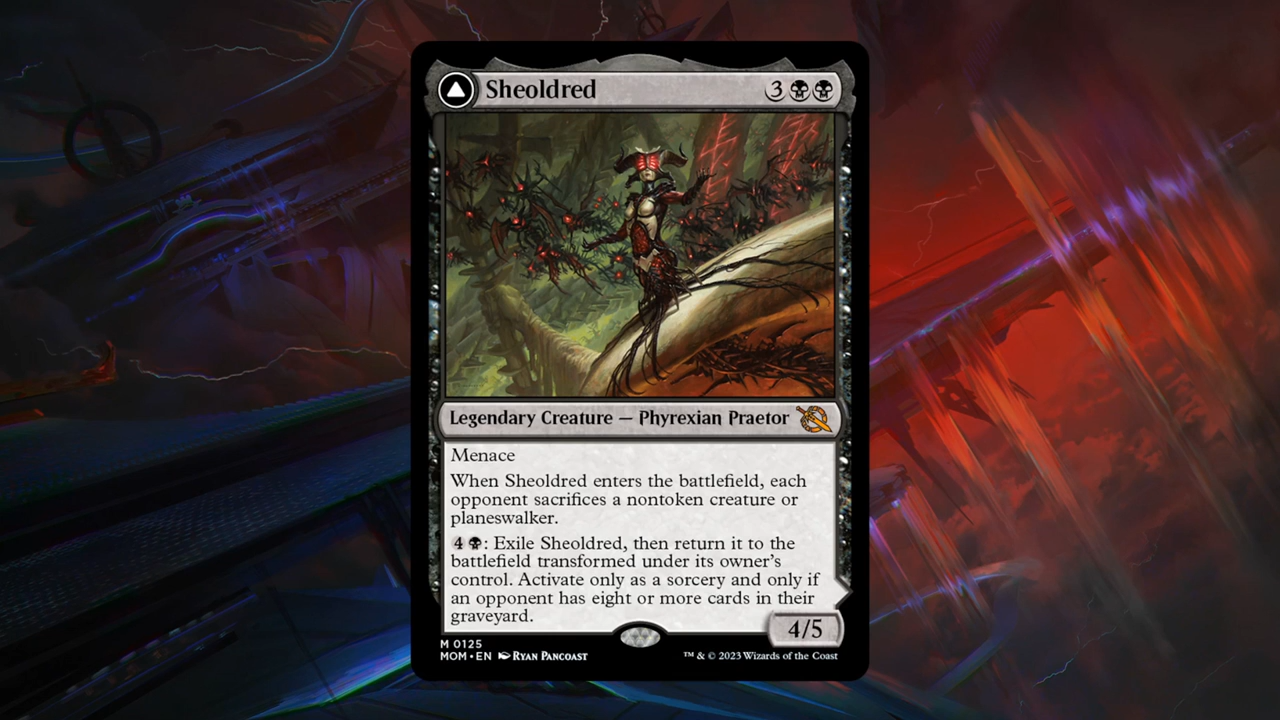 Sheoldred 3
Legendary Creature — Phyrexian Praetor
Menace
When Sheoldred enters the battlefield, each
opponent sacrifices a nontoken creature or
planeswalker.
4: Exile Sheoldred, then return it to the
battlefield transformed under its owner's
control. Activate only as a sorcery and only if
an opponent has eight or more cards in their
graveyard.
4/5
M 0125
MOM • EN Ryan Pancoast
™ & © 2023 Wizards of the Coast